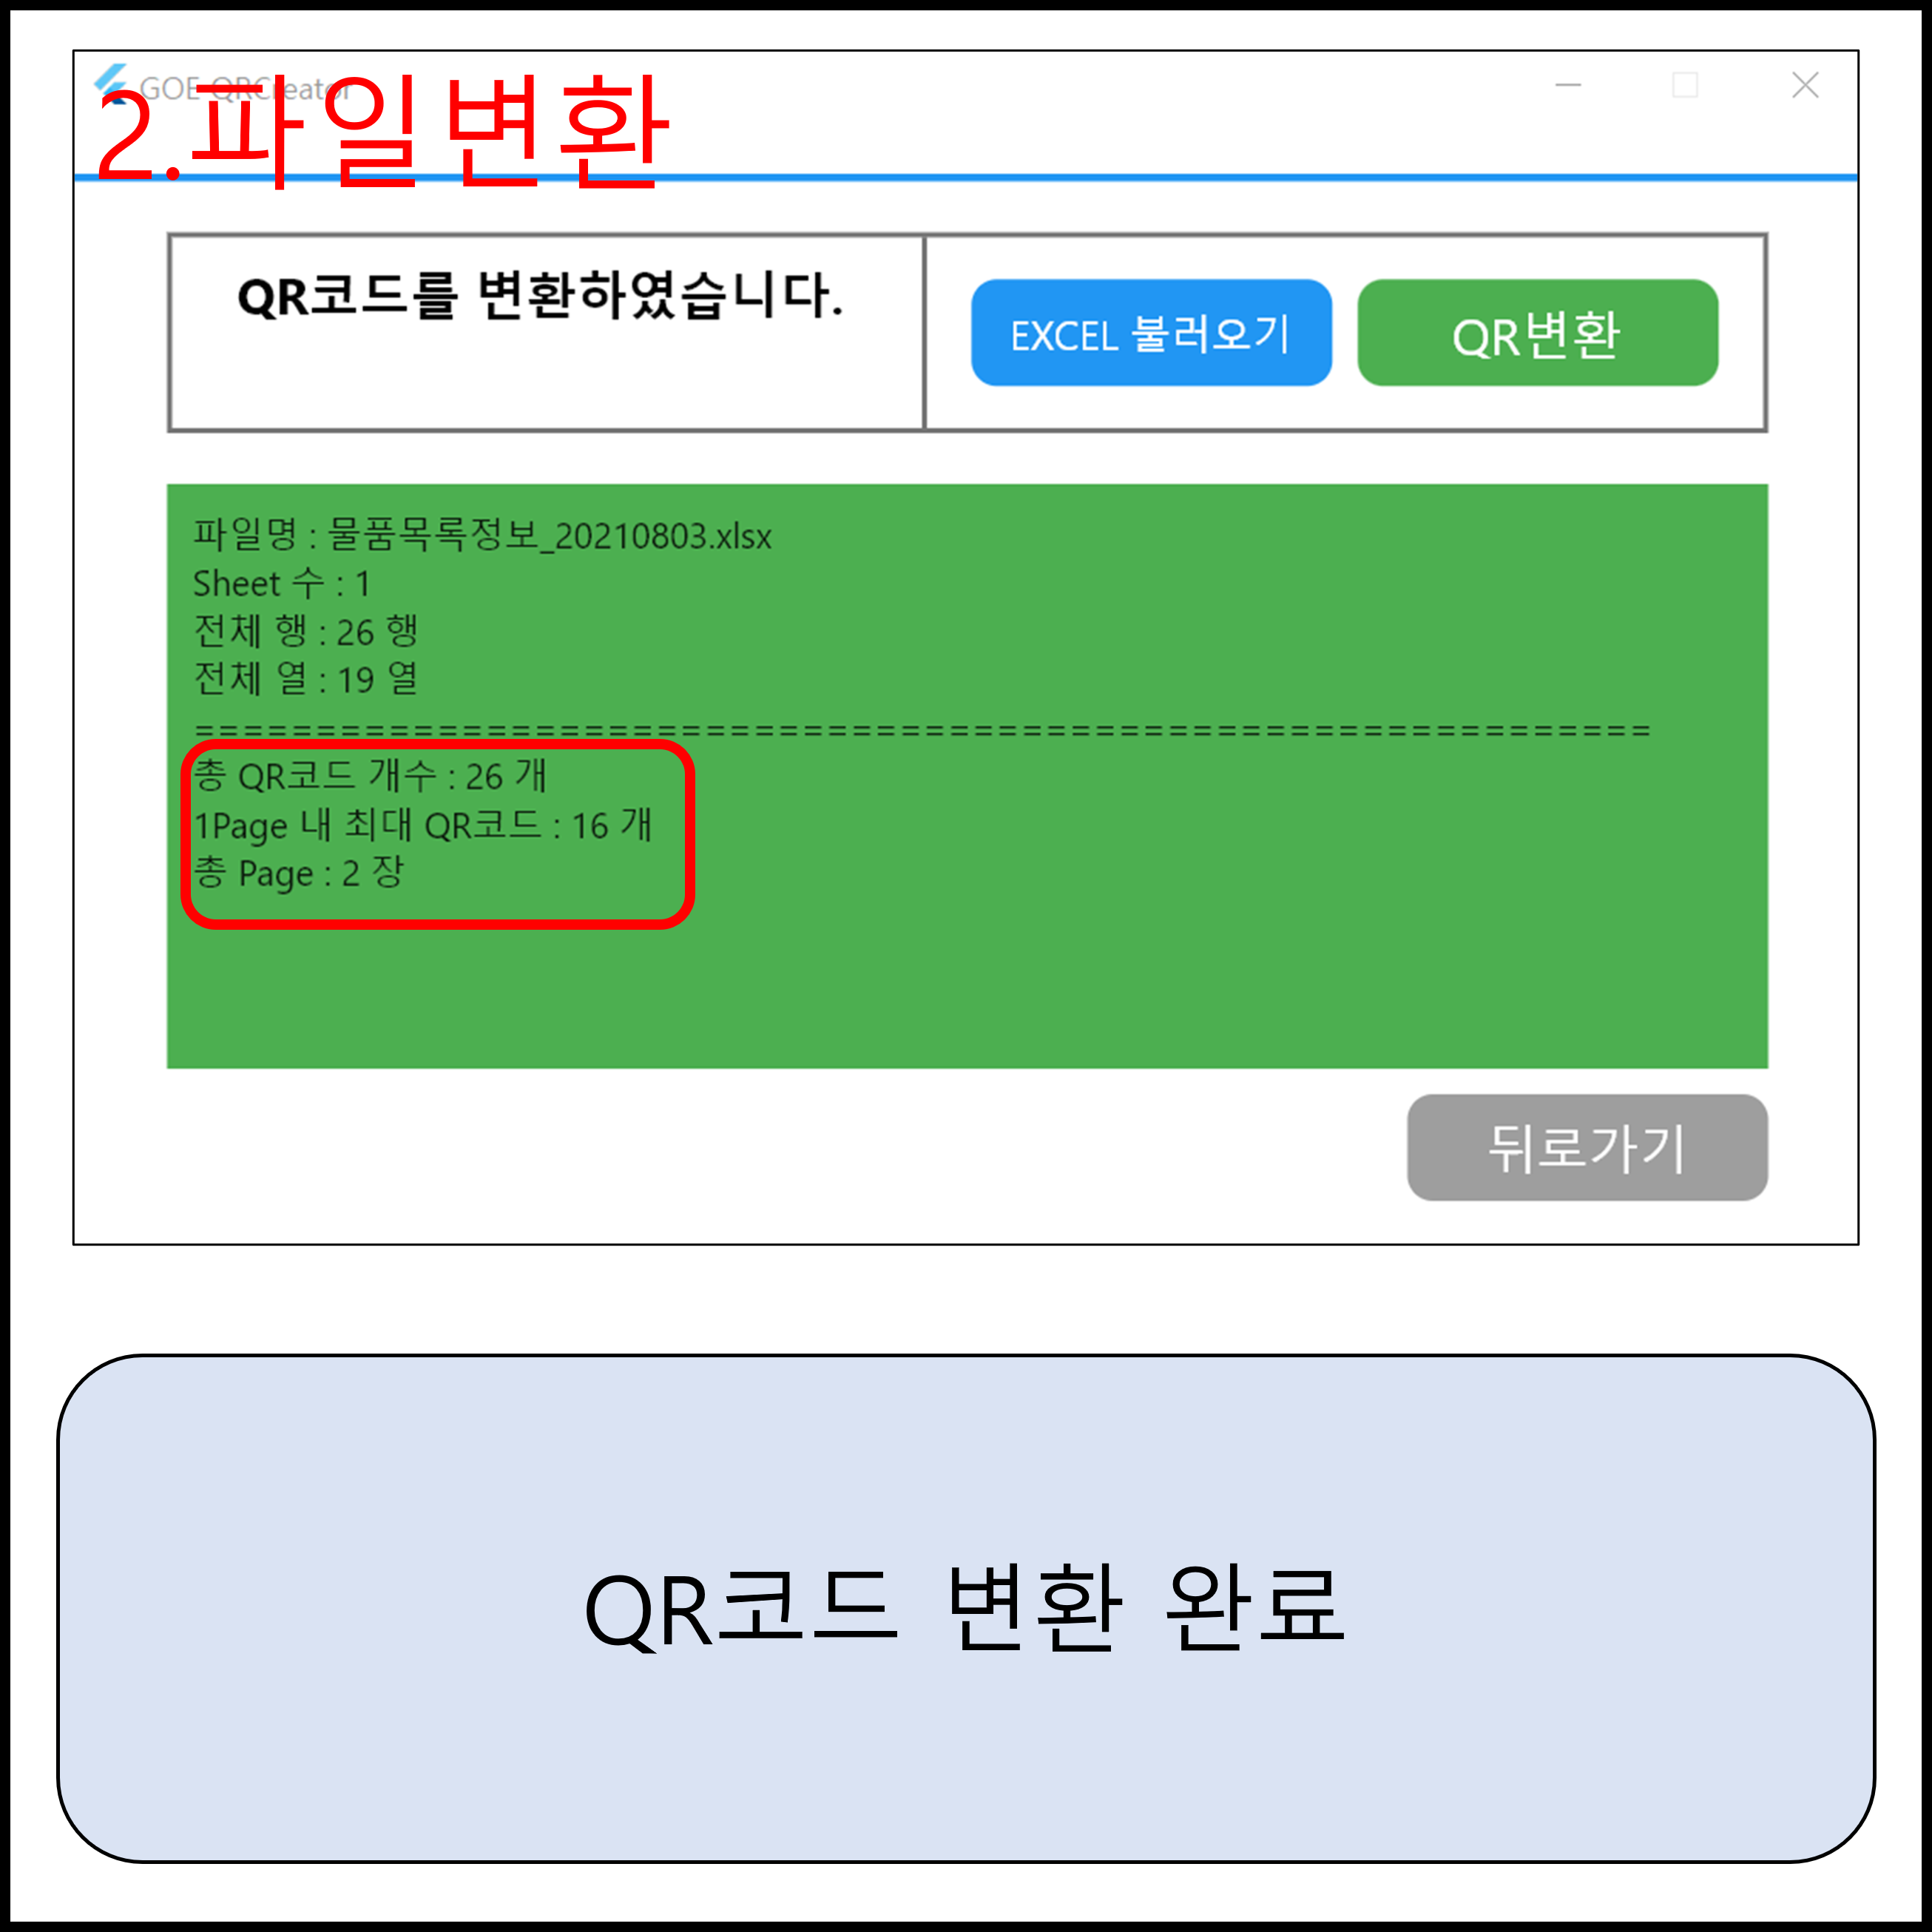 GOE-QRCreator
2.파일변환
QR코드를 변환하였습니다.
EXCEL 불러오기
QR변환
파일명 : 물품목록정보_20210803.xlsx
Sheet 수 : 1
전체 행 : 26 행
전체 열 : 19 열
============================================================
총 QR코드 개수 : 26 개
1Page 내 최대 QR코드 : 16 개
총 Page : 2 장
뒤로가기
QR코드 변환 완료